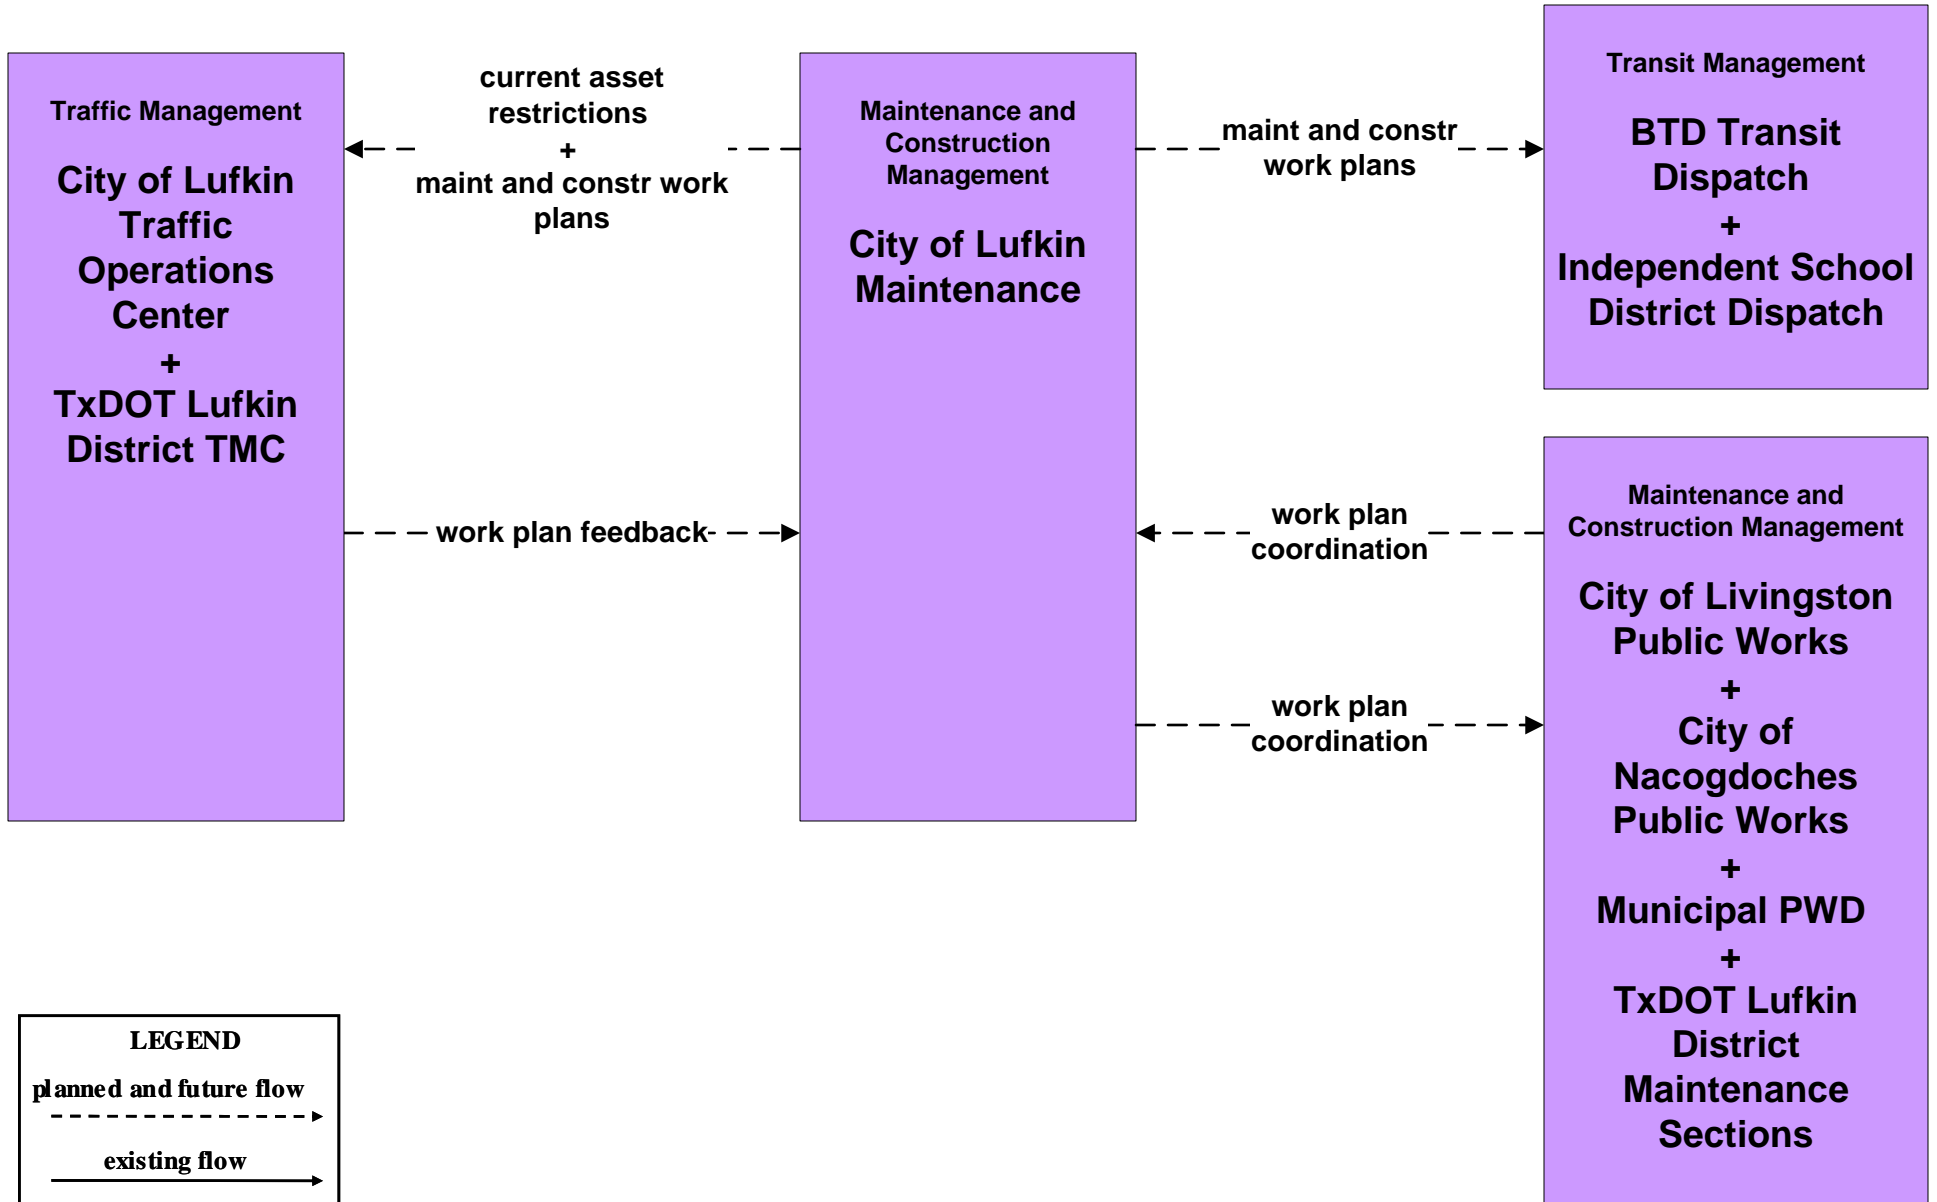 Traffic Management
City of Lufkin
Traffic
Operations
Center
+
TxDOT Lufkin
District TMC
current asset
restrictions
+
maint and constr work
plans
work plan feedback
Maintenance and
Construction
Management
City of Lufkin
Maintenance
maint and constr
work plans
work plan
coordination
work plan
coordination
Transit Management
BTD Transit
Dispatch
+
Independent School
District Dispatch
Maintenance and
Construction Management
City of Livingston
Public Works
+
City of
Nacogdoches
Public Works
+
Municipal PWD
+
TxDOT Lufkin
District
Maintenance
Sections
LEGEND
planned and future flow
existing flow